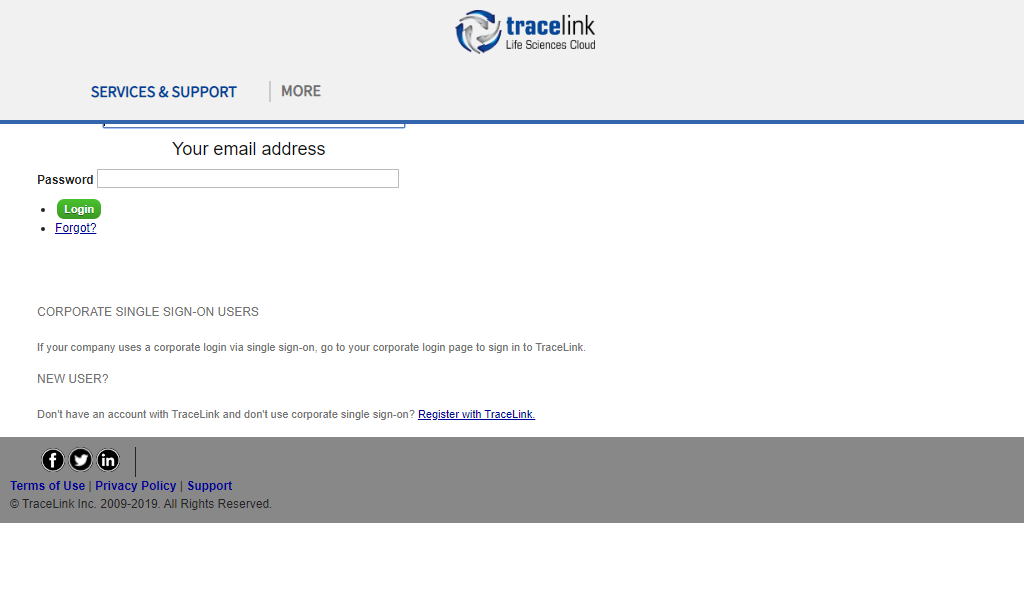 tracelink
Life Sciences Cloud
SERVICES & SUPPORT
MORE
Your email address
Password
Login
Forgot?
CORPORATE SINGLE SIGN-ON USERS
If your company uses a corporate login via single sign-on, go to your corporate login page to sign in to TraceLink.
NEW USER?
Don't have an account with TraceLink and don't use corporate single sign-on? Register with TraceLink.
Terms of Use | Privacy Policy | Support
© TraceLink Inc. 2009-2019. All Rights Reserved.